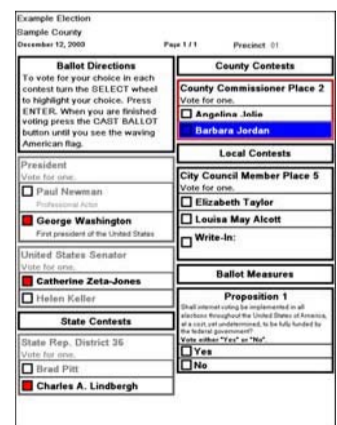 Example Election
Sample County
December 12, 2003 Page 1 / 1 Precinct 01
Ballot Directions
To vote for your choice in each
contest turn the SELECT wheel
to highlight your choice. Press
ENTER. When you are finished
voting press the CAST BALLOT
button until you see the waving
American flag.
President
Vote for one.
Paul Newman
Professional Actor
George Washington
First president of the United States
United States Senator
Vote for one.
Catherine Zeta-Jones
Helen Keller
State Contests
State Rep. District 36
Vote for one.
Brad Pitt
Charles A. Lindbergh
County Contests
County Commissioner Place 2
Vote for one.
Angelina Jolie
Barbara Jordan
Local Contests
City Council Member Place 5
Vote for one.
Elizabeth Taylor
Louisa May Alcott
Write-In:
Ballot Measures
Proposition 1
Shall internet voting be implemented in all
elections throughout the United States of America,
at a cost, yet undetermined, to be fully funded by
the federal government?
Vote either "Yes" or "No".
Yes
No